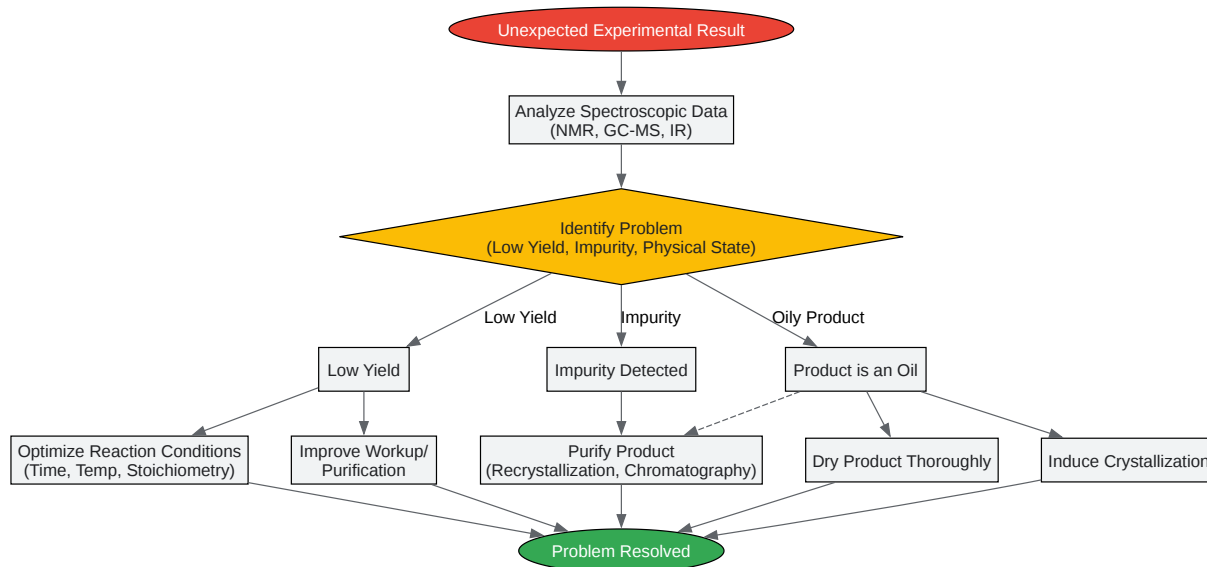 Unexpected Experimental Result
Analyze Spectroscopic Data
(NMR, GC-MS, IR)
Identify Problem
(Low Yield, Impurity, Physical State)
Low Yield
Impurity
Oily Product
Low Yield
Impurity Detected
Product is an Oil
Optimize Reaction Conditions
(Time, Temp, Stoichiometry)
Improve Workup/
Purification
Purify Product
(Recrystallization, Chromatography)
Dry Product Thoroughly
Induce Crystallization
Problem Resolved